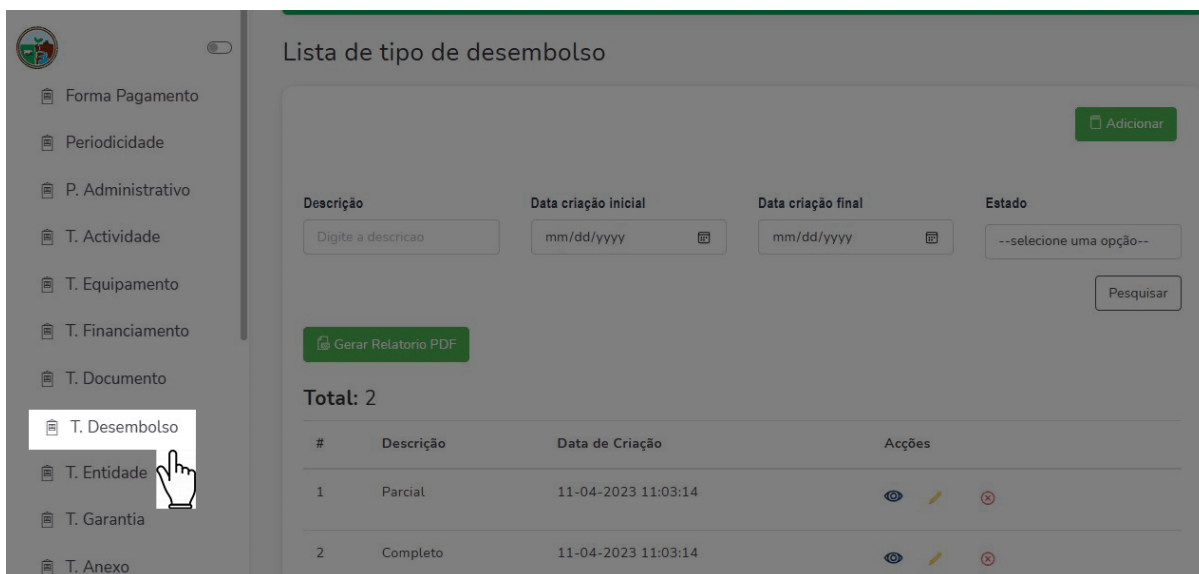 Lista de tipo de desembolso
Forma Pagamento
Periodicidade
P. Administrativo
T. Actividade
T. Equipamento
T. Financiamento
T. Documento
T. Desembolso
T. Entidade
T. Garantia
T. Anexo
Adicionar
Descrição Data criação inicial Data criação final Estado
Digite a descricao mm/dd/yyyy mm/dd/yyyy --selecione uma opção--
Pesquisar
Gerar Relatorio PDF
Total: 2
# Descrição Data de Criação Acções
1 Parcial 11-04-2023 11:03:14
2 Completo 11-04-2023 11:03:14